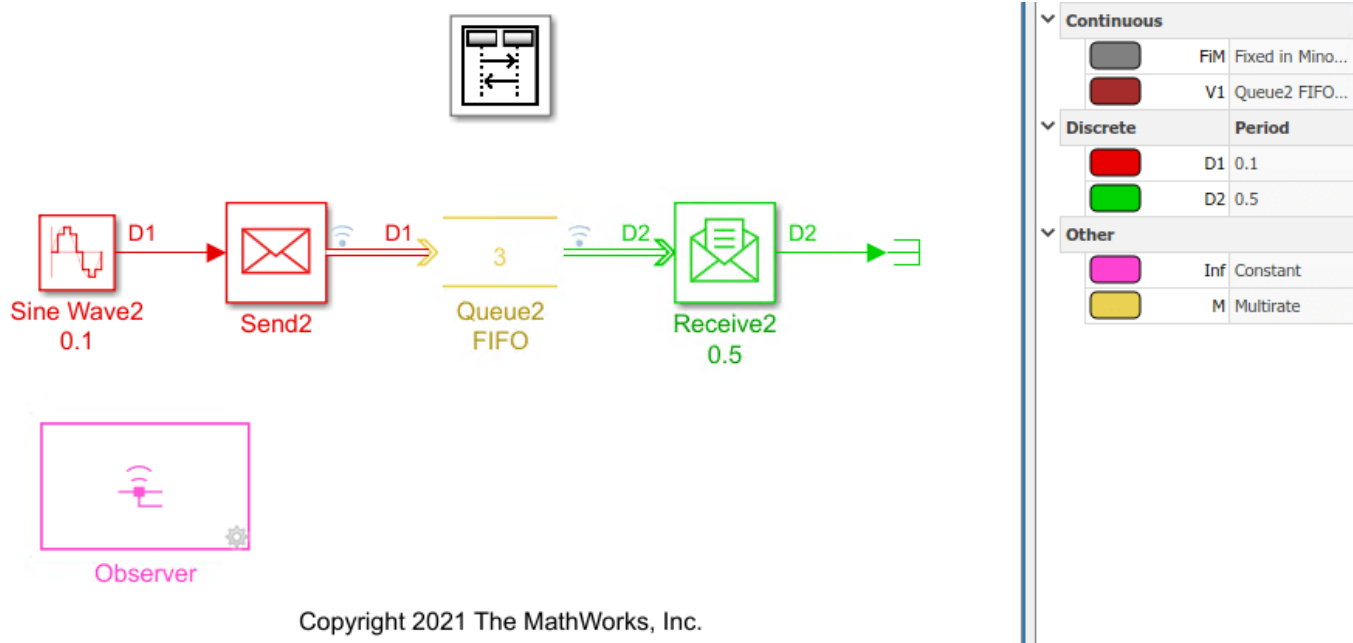 D1
D1
D2
D2
3
Sine Wave2
0.1
Send2
Queue2
FIFO
Receive2
0.5
Observer
Copyright 2021 The MathWorks, Inc.
Continuous
FiM Fixed in Mino...
V1 Queue2 FIFO...
Discrete Period
D1 0.1
D2 0.5
Other
Inf Constant
M Multirate